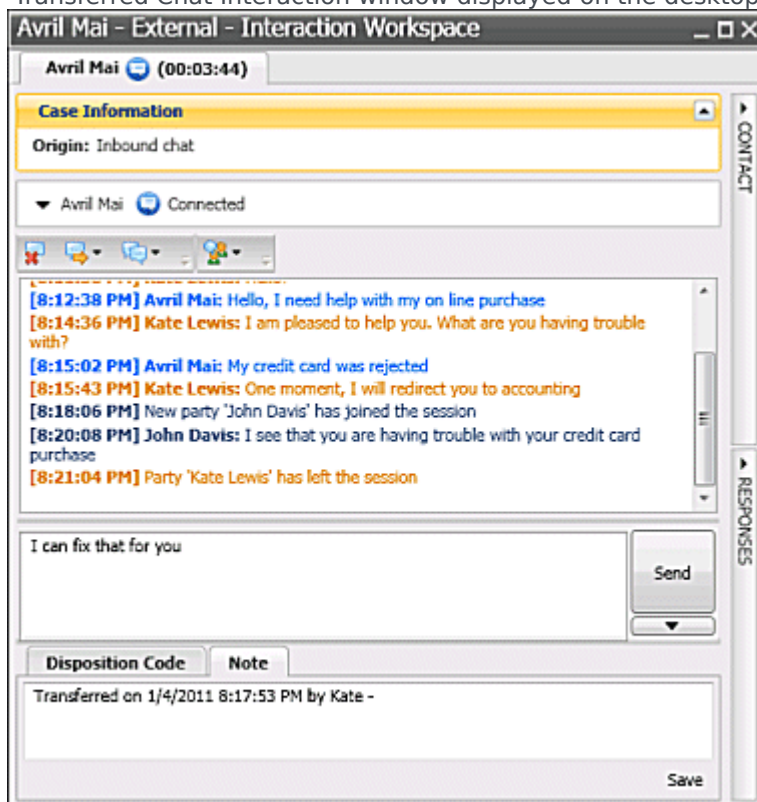 Transferred Chat Interaction window displayed on the desktop
Avril Mai - External - Interaction Workspace
Avril Mai (00:03:44)
Case Information
Origin: Inbound chat
Avril Mai Connected
[8:12:38 PM] Avril Mai: Hello, I need help with my on line purchase
[8:14:36 PM] Kate Lewis: I am pleased to help you. What are you having trouble
with?
[8:15:02 PM] Avril Mai: My credit card was rejected
[8:15:43 PM] Kate Lewis: One moment, I will redirect you to accounting
[8:18:06 PM] New party 'John Davis' has joined the session
[8:20:08 PM] John Davis: I see that you are having trouble with your credit card
purchase
[8:21:04 PM] Party 'Kate Lewis' has left the session
I can fix that for you
Send
Disposition Code Note
Transferred on 1/4/2011 8:17:53 PM by Kate -
Save
CONTACT
RESPONSES